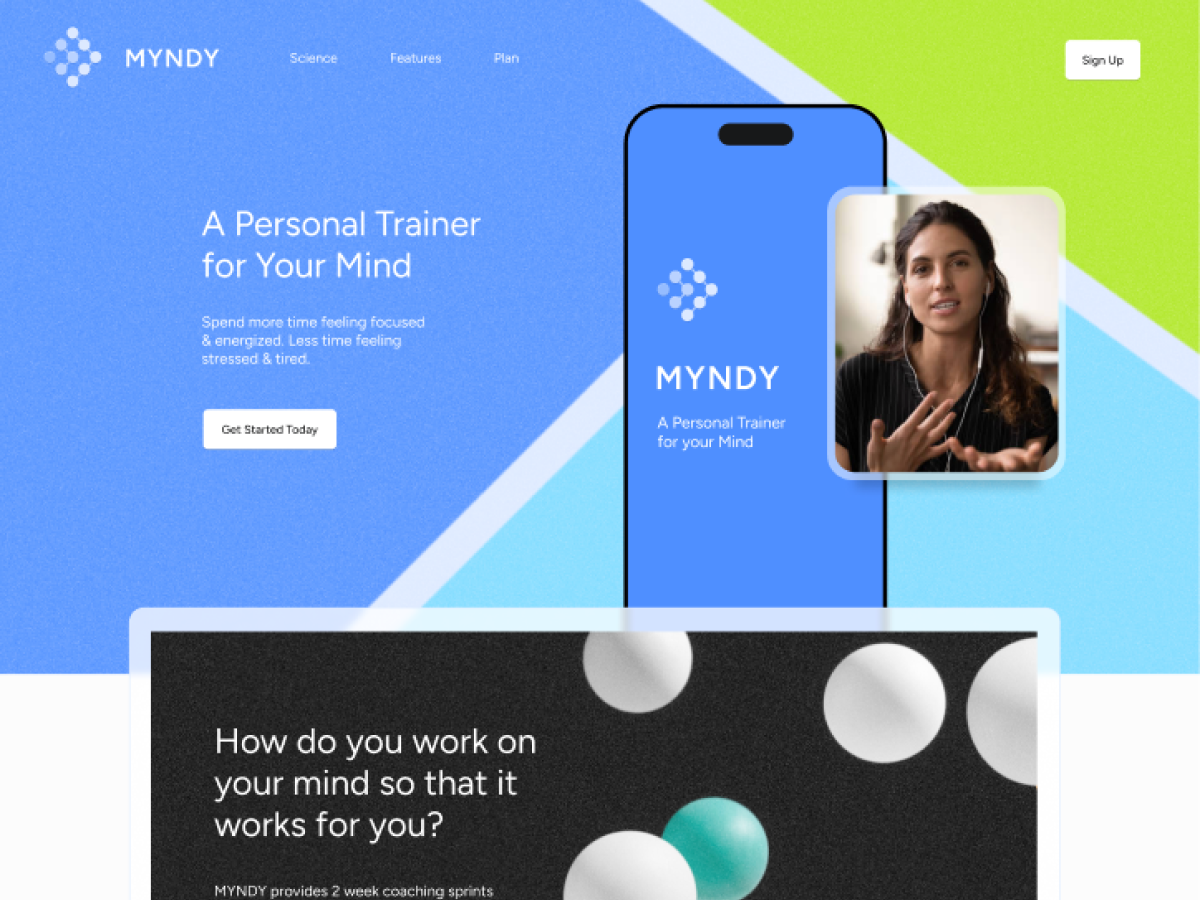 MYNDY
Science
Features
Plan
Sign Up
A Personal Trainer
for Your Mind
Spend more time feeling focused
& energized. Less time feeling
stressed & tired.
Get Started Today
MYNDY
A Personal Trainer
for your Mind
How do you work on
your mind so that it
works for you?
MYNDY provides 2 week coaching sprints